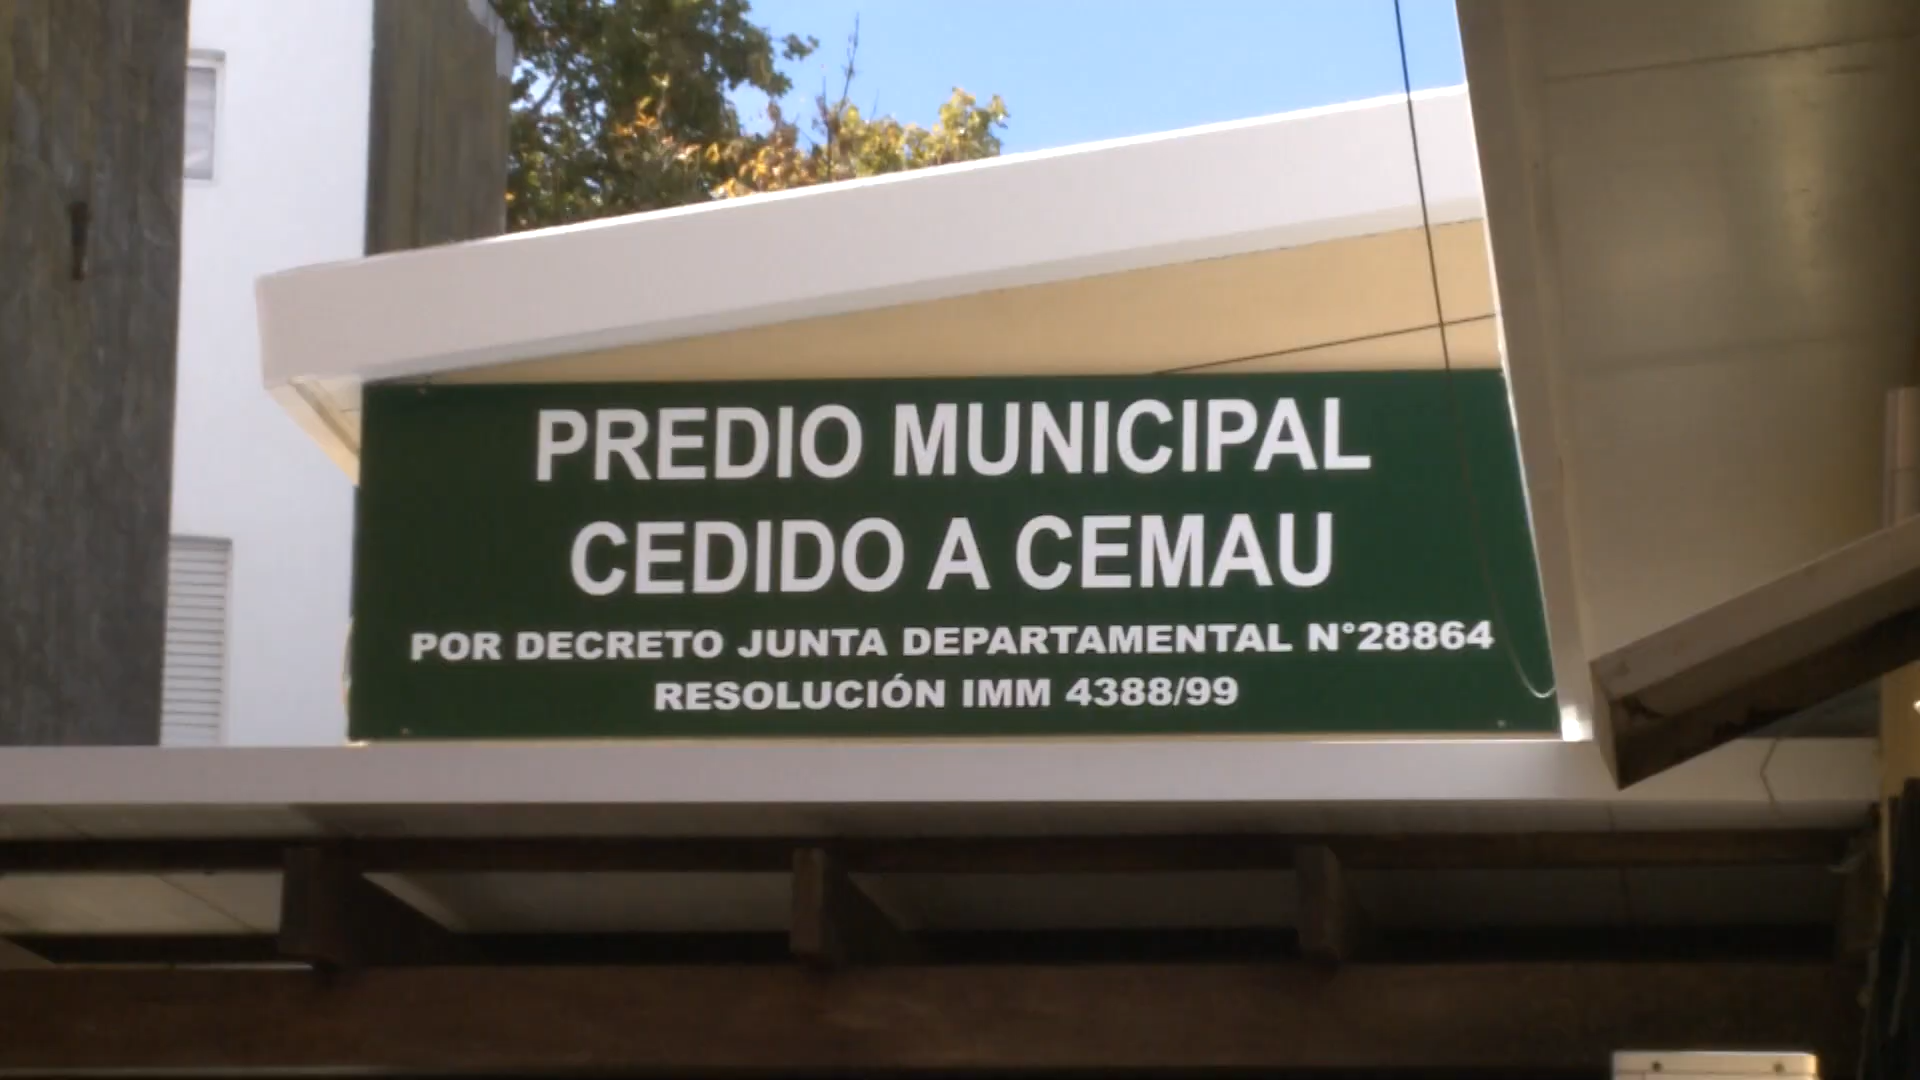 PREDIO MUNICIPAL
CEDIDO A CEMAU
POR DECRETO JUNTA DEPARTAMENTAL N°28864
RESOLUCIÓN IMM 4388/99